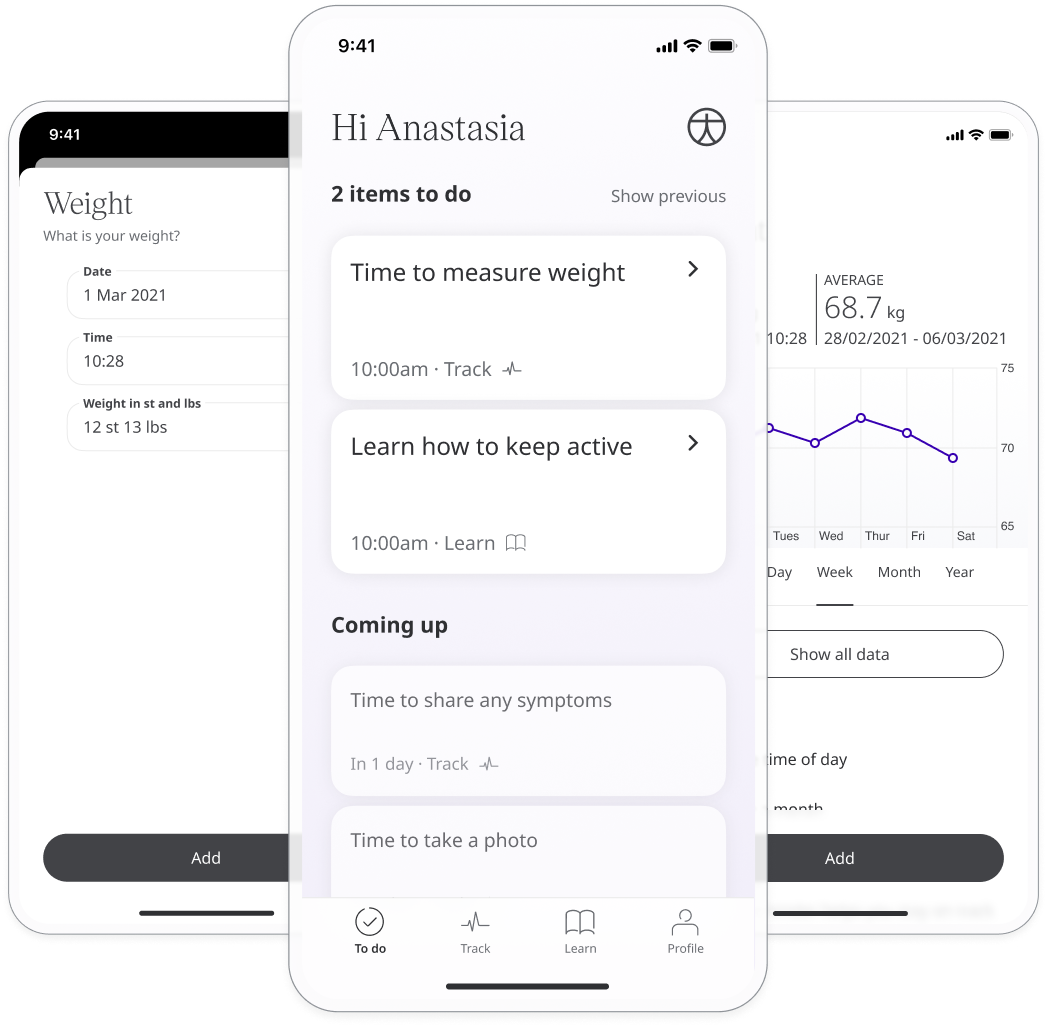 9:41
Weight
What is your weight?
Date
1 Mar 2021
Time
10:28
Weight in st and lbs
12 st 13 lbs
Add
9:41
Hi Anastasia
2 items to do
Show previous
Time to measure weight
10:00am · Track
Learn how to keep active
10:00am · Learn
Coming up
Time to share any symptoms
In 1 day · Track
Time to take a photo
To do
Track
Learn
Profile
AVERAGE
68.7 kg
10:28
28/02/2021 - 06/03/2021
75
70
65
Tues Wed Thur Fri Sat
Day Week Month Year
Show all data
time of day
month
Add